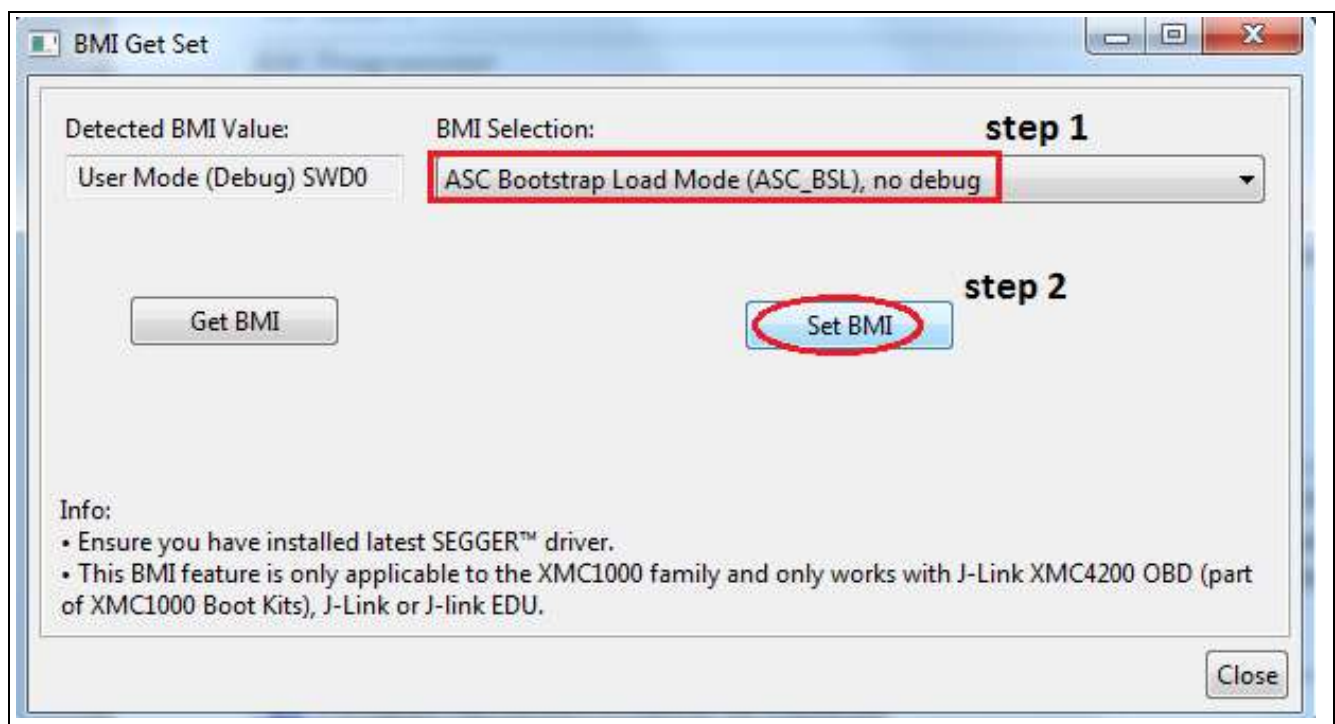 BMI Get Set
Detected BMI Value:
BMI Selection:
step 1
User Mode (Debug) SWD0
ASC Bootstrap Load Mode (ASC_BSL), no debug
step 2
Get BMI
Set BMI
Info:
• Ensure you have installed latest SEGGER™ driver.
• This BMI feature is only applicable to the XMC1000 family and only works with J-Link XMC4200 OBD (part
of XMC1000 Boot Kits), J-Link or J-link EDU.
Close